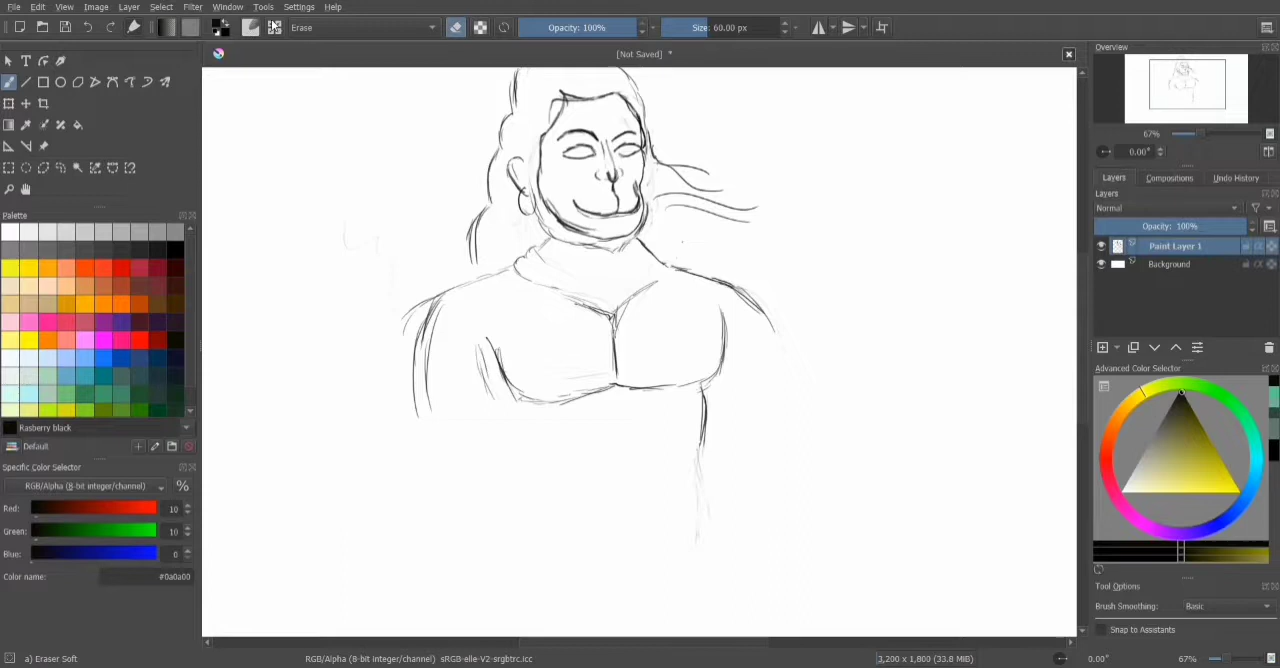 File Edit View Image Layer Select Filter Window Tools Settings Help
Erase Opacity: 100% Size: 60.00 px
[Not Saved] *
Overview
67%
0.00°
Layers Compositions Undo History
Layers
Normal
Opacity: 100%
Paint Layer 1
Background
Palette
Rasberry black
Default
Specific Color Selector
RGB/Alpha (8-bit integer/channel) %
Red: 10
Green: 10
Blue: 0
Color name: #0a0a00
Advanced Color Selector
Tool Options
Brush Smoothing: Basic
Snap to Assistants
a) Eraser Soft RGB/Alpha (8-bit integer/channel) sRGB-elle-V2-srgbtrc.icc 3,200 x 1,800 (33.8 MiB) 0.00° 67%